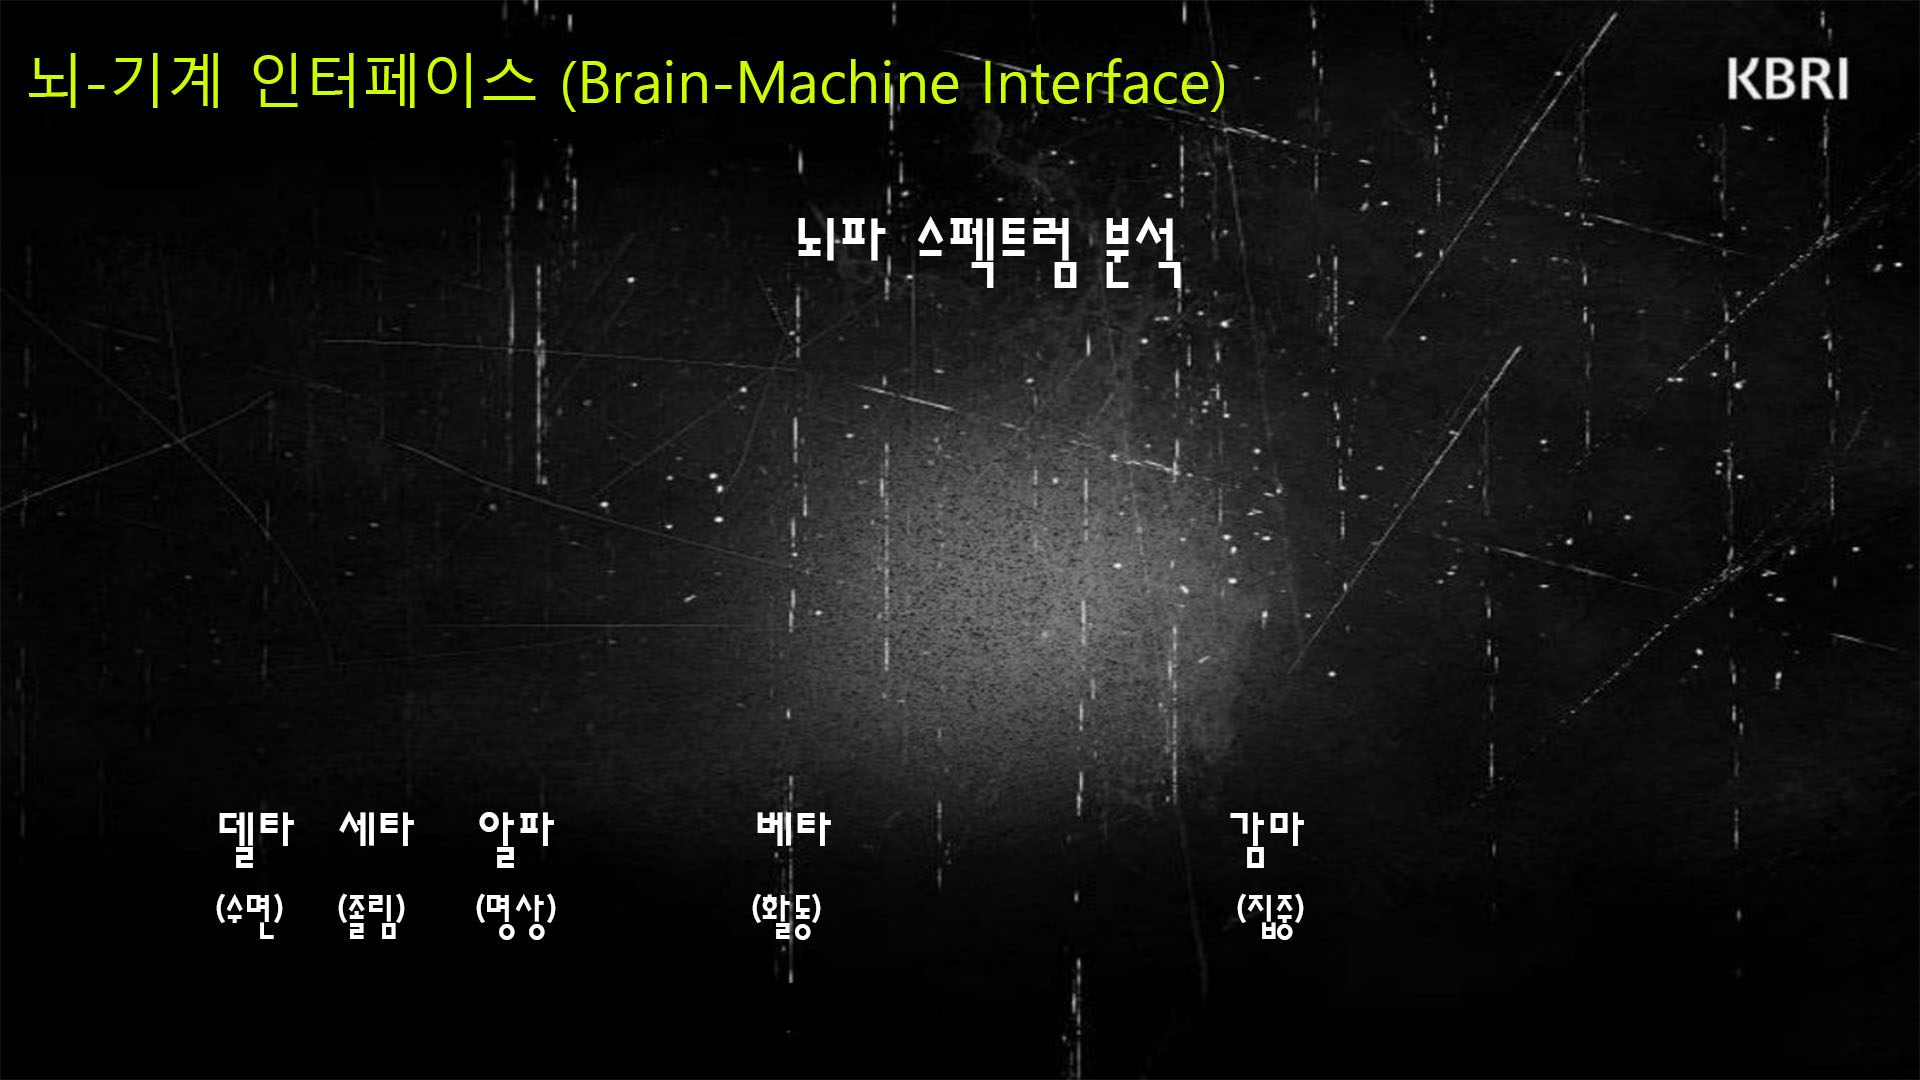 뇌-기계 인터페이스 (Brain-Machine Interface)
KBRI
뇌파 스펙트럼 분석
델타 세타 알파 베타 감마
(수면) (졸림) (명상) (활동) (집중)